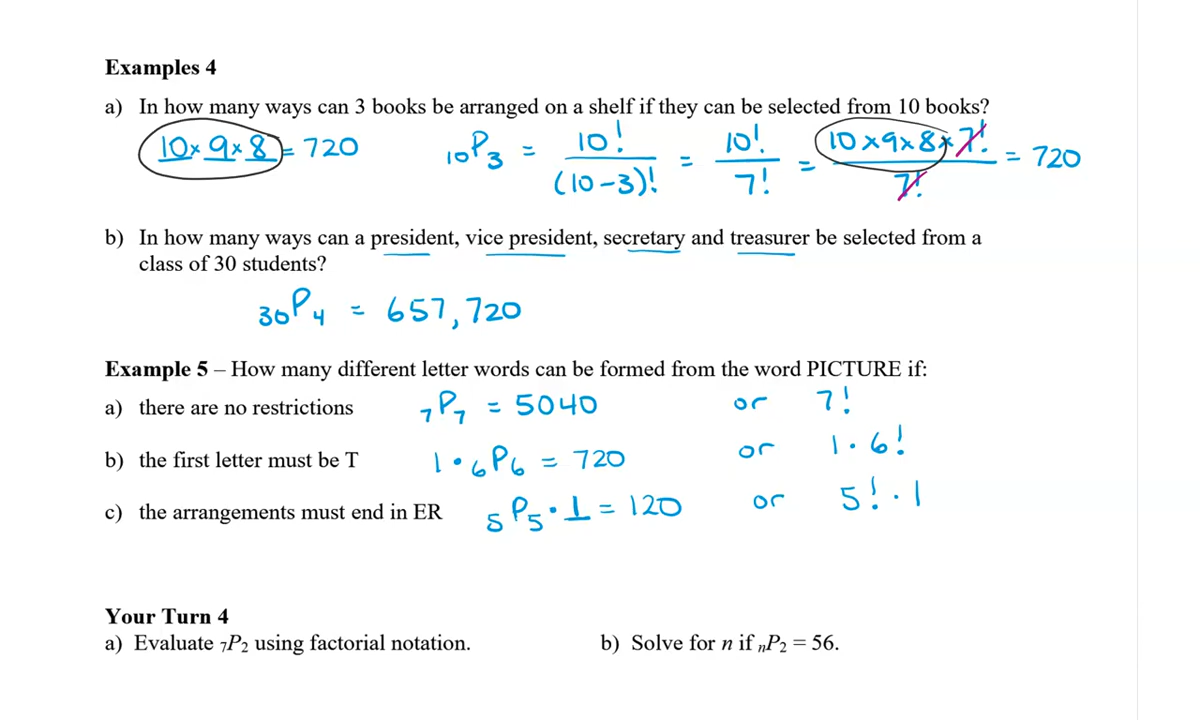 Examples 4
a) In how many ways can 3 books be arranged on a shelf if they can be selected from 10 books?
10 × 9 × 8 = 720 ₁₀P₃ = 10!/(10-3)! = 10!/7! = 10×9×8×7!/7! = 720
b) In how many ways can a president, vice president, secretary and treasurer be selected from a
class of 30 students?
₃₀P₄ = 657,720
Example 5 – How many different letter words can be formed from the word PICTURE if:
a) there are no restrictions ₇P₇ = 5040 or 7!
b) the first letter must be T 1 • ₆P₆ = 720 or 1 · 6!
c) the arrangements must end in ER ₅P₅ • 1 = 120 or 5! · 1
Your Turn 4
a) Evaluate ₇P₂ using factorial notation. b) Solve for n if ₙP₂ = 56.